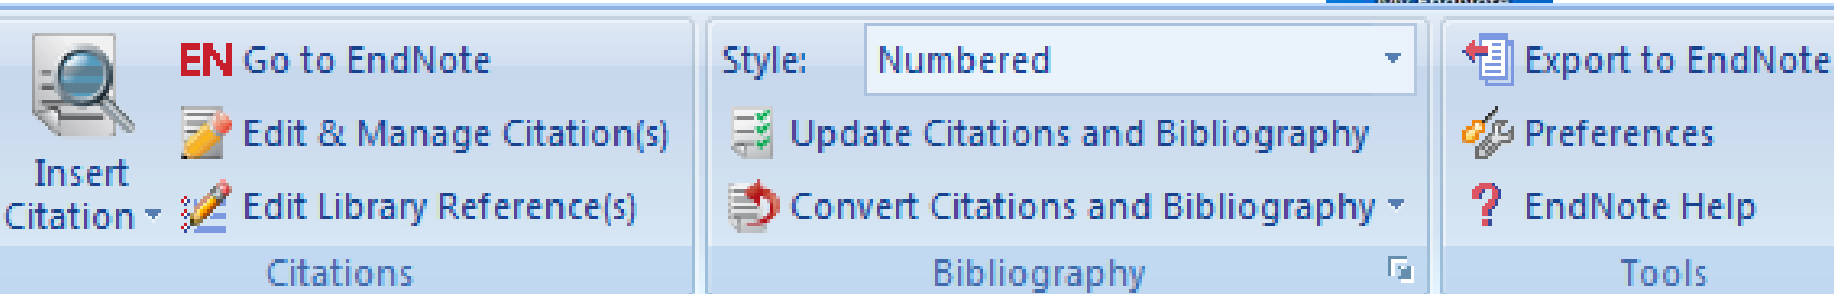 Insert
Citation
EN Go to EndNote
Edit & Manage Citation(s)
Edit Library Reference(s)
Citations
Style: Numbered
Update Citations and Bibliography
Convert Citations and Bibliography
Bibliography
Export to EndNote
Preferences
? EndNote Help
Tools